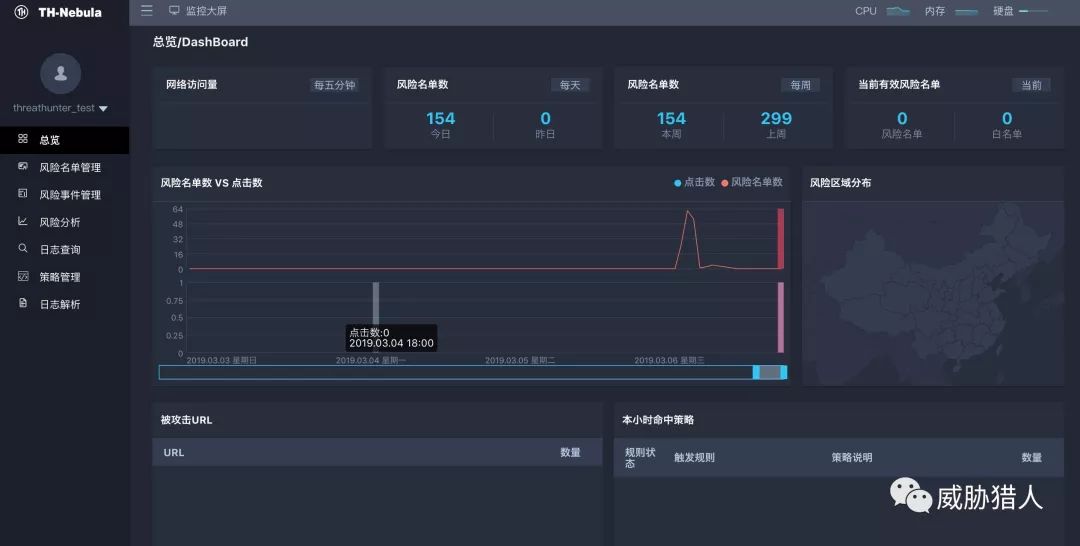 TH-Nebula
监控大屏
CPU
内存
硬盘
threathunter_test
总览
风险名单管理
风险事件管理
风险分析
日志查询
策略管理
日志解析
总览/DashBoard
网络访问量 每五分钟
风险名单数 每天
154 0
今日 昨日
风险名单数 每周
154 299
本周 上周
当前有效风险名单 当前
0 0
风险名单 白名单
风险名单数 VS 点击数
点击数 风险名单数
64
48
32
16
0
1
0.75
0.5
0.25
0
点击数:0
2019.03.04 18:00
2019.03.03 星期日 2019.03.04 星期一 2019.03.05 星期二 2019.03.06 星期三
风险区域分布
被攻击URL
URL 数量
本小时命中策略
规则状态 触发规则 策略说明 数量
威胁猎人